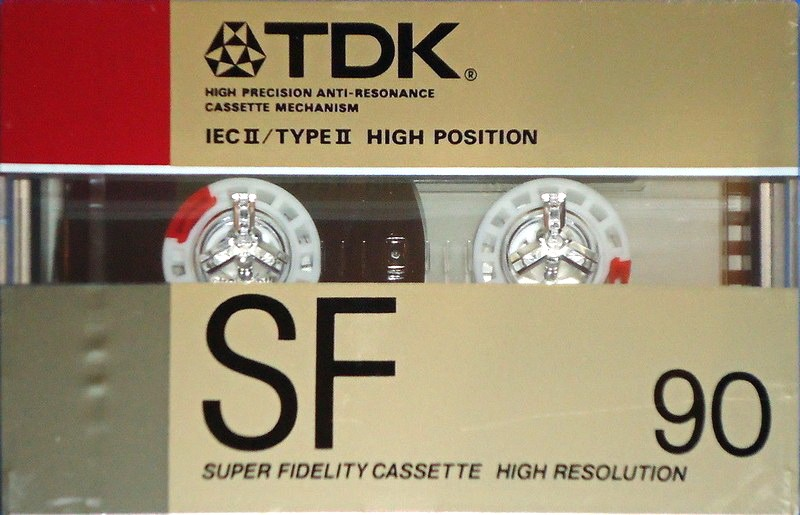 TDK®
HIGH PRECISION ANTI-RESONANCE
CASSETTE MECHANISM
IEC II/TYPE II HIGH POSITION
SF
90
SUPER FIDELITY CASSETTE HIGH RESOLUTION